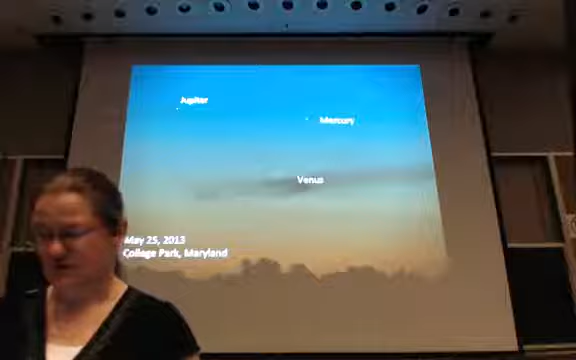 Jupiter
Mercury
Venus
May 25, 2013
College Park, Maryland